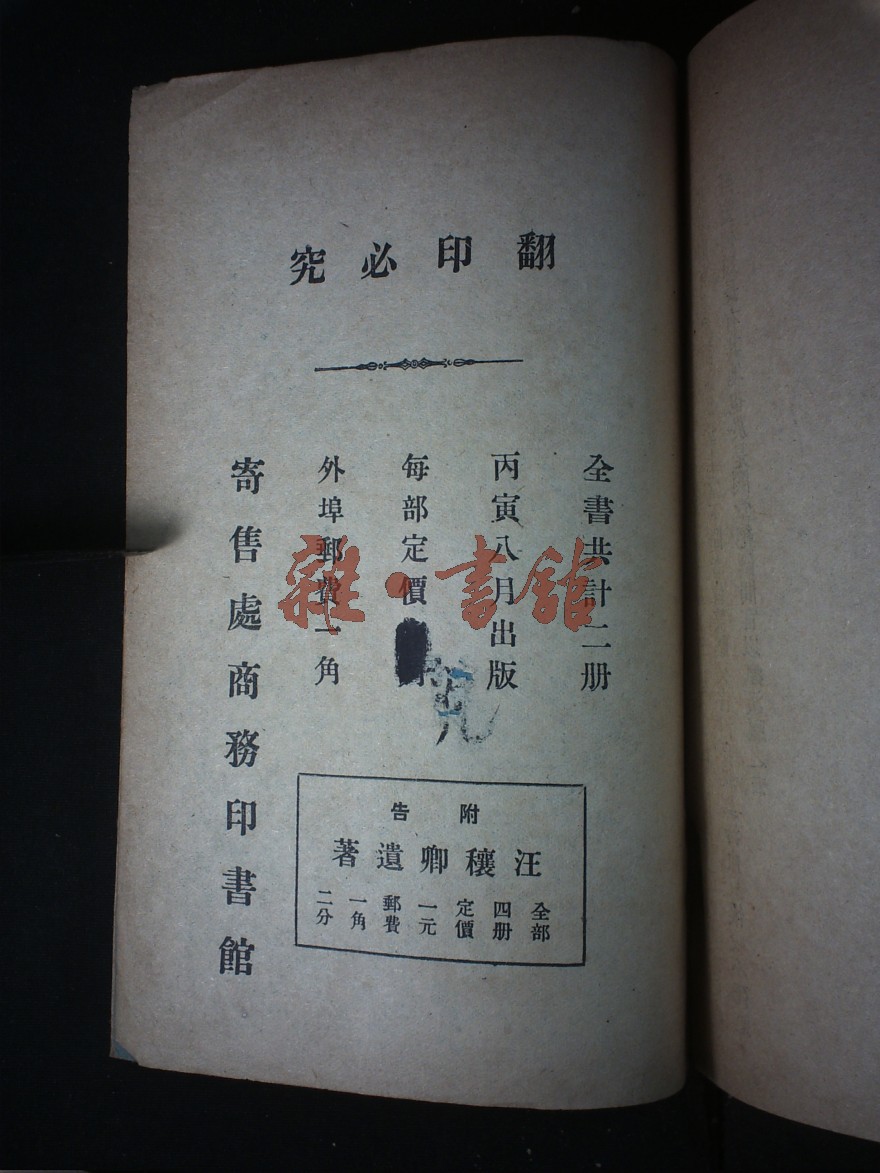 翻印必究
全書共計二册
丙寅八月出版
每部定價
外埠郵費一角
寄售處商務印書館
附告
汪穰卿遺著
全部
四册
定價
一元
郵費
一角
二分
雜·書館